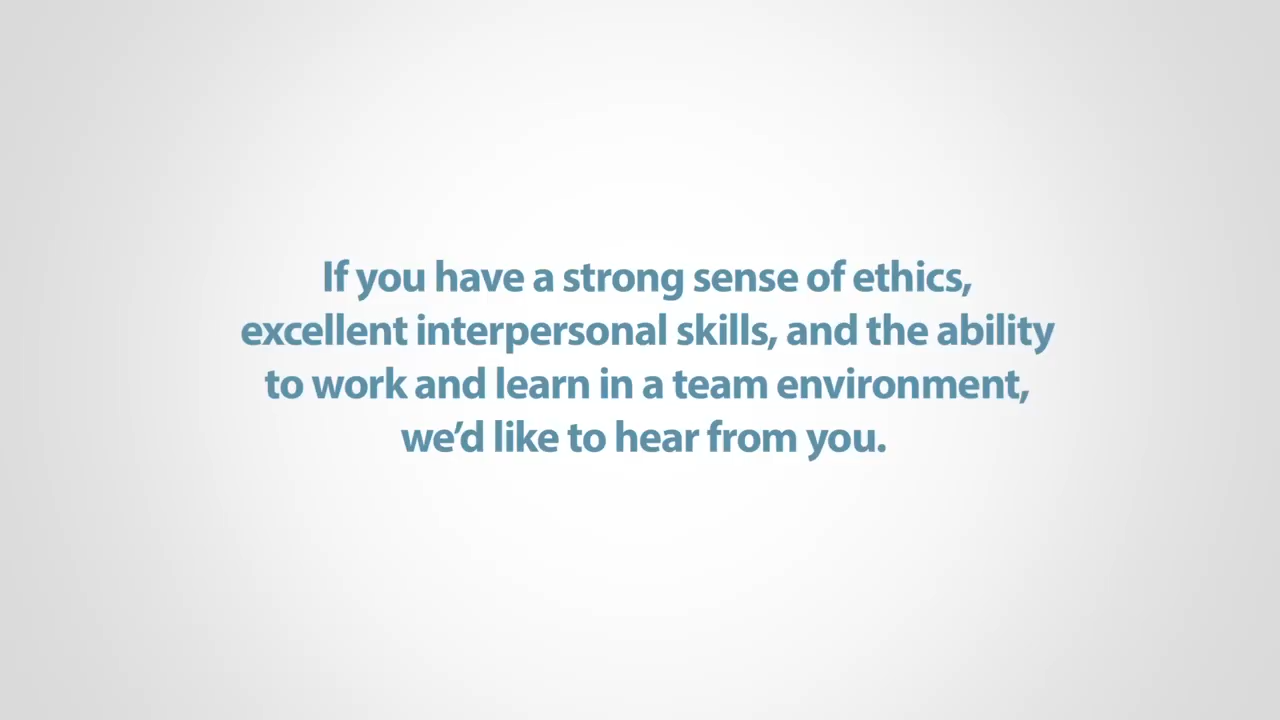 If you have a strong sense of ethics,
excellent interpersonal skills, and the ability
to work and learn in a team environment,
we’d like to hear from you.